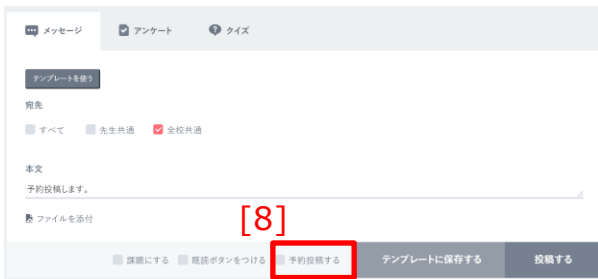 メッセージ アンケート クイズ
テンプレートを使う
宛先
すべて 先生共通 全校共通
本文
予約投稿します。
ファイルを添付
[8]
課題にする 既読ボタンをつける 予約投稿する テンプレートに保存する 投稿する